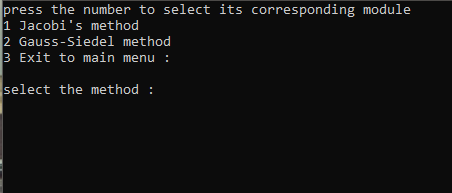 press the number to select its corresponding module
1 Jacobi's method
2 Gauss-Siedel method
3 Exit to main menu :
select the method :